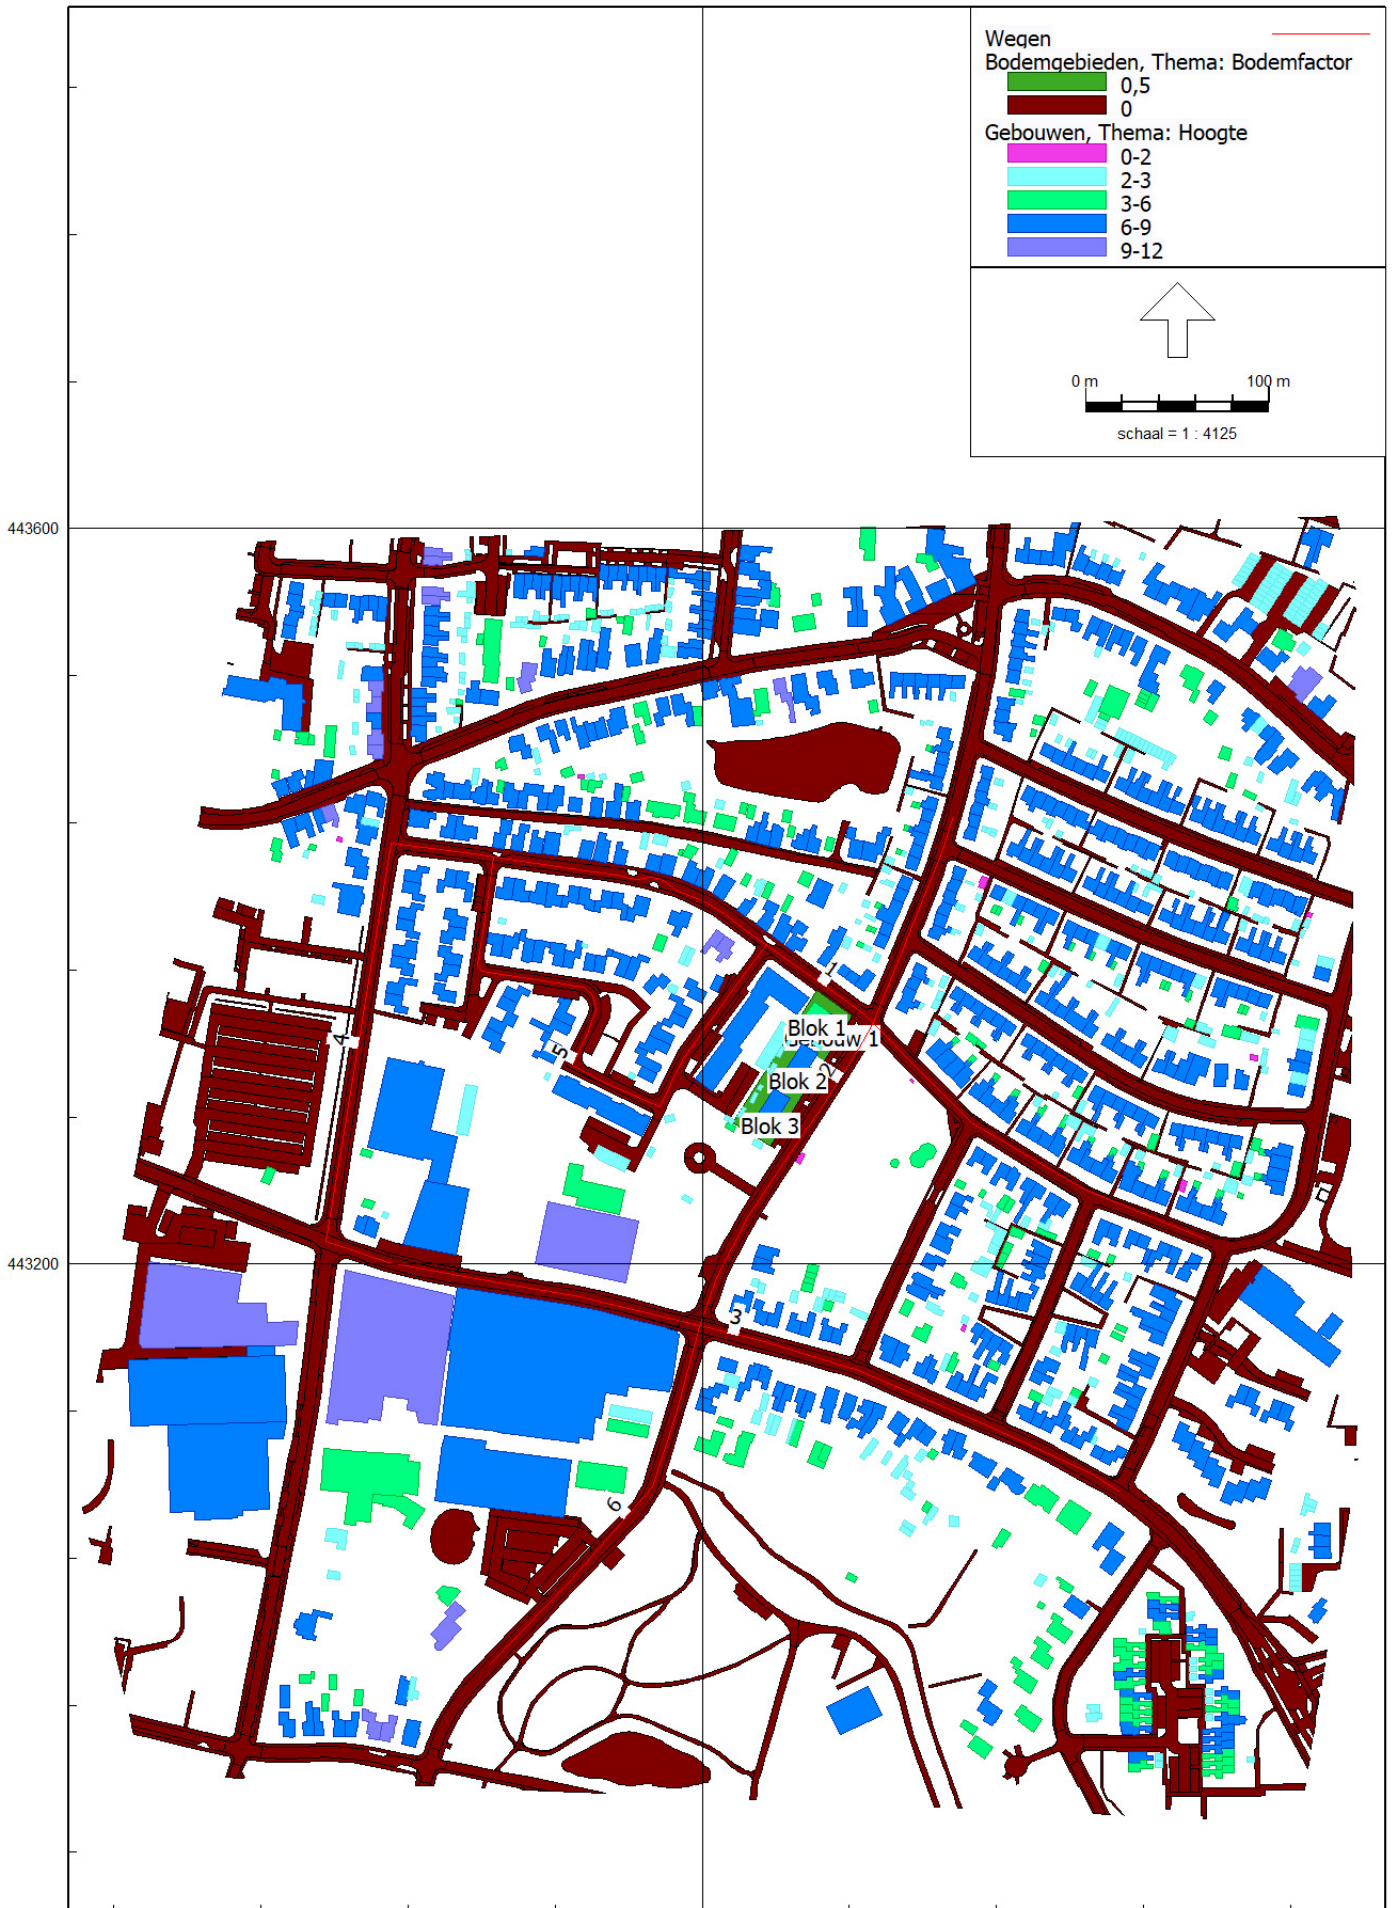 Wegen
Bodemgebieden, Thema: Bodemfactor
0,5
0
Gebouwen, Thema: Hoogte
0-2
2-3
3-6
6-9
9-12
0 m 100 m
schaal = 1 : 4125
443600
1
Blok 1
Gebouw 1
4
5
2
Blok 2
Blok 3
443200
3
6